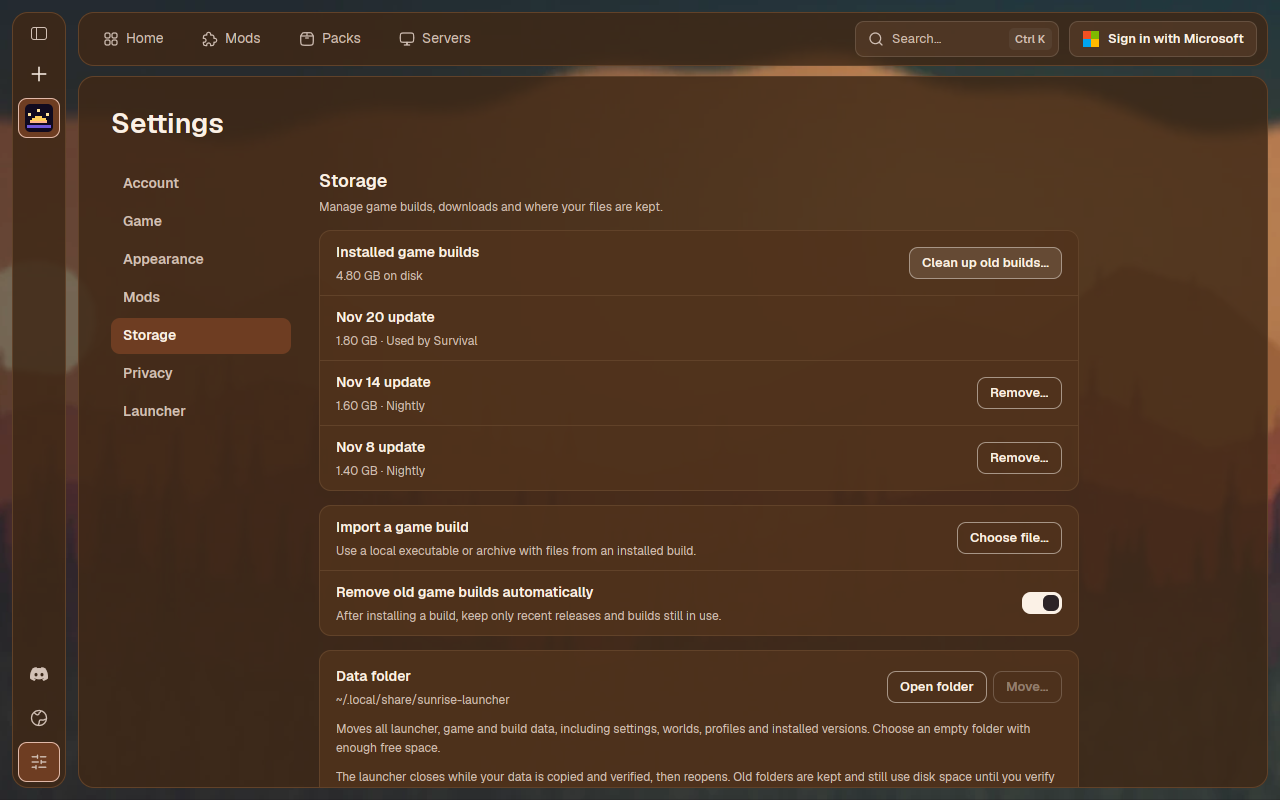 Home
Mods
Packs
Servers
Search...
Ctrl K
Sign in with Microsoft
Settings
Account
Game
Appearance
Mods
Storage
Privacy
Launcher
Storage
Manage game builds, downloads and where your files are kept.
Installed game builds
4.80 GB on disk
Clean up old builds...
Nov 20 update
1.80 GB · Used by Survival
Nov 14 update
1.60 GB · Nightly
Remove...
Nov 8 update
1.40 GB · Nightly
Remove...
Import a game build
Use a local executable or archive with files from an installed build.
Choose file...
Remove old game builds automatically
After installing a build, keep only recent releases and builds still in use.
Data folder
~/.local/share/sunrise-launcher
Open folder
Move...
Moves all launcher, game and build data, including settings, worlds, profiles and installed versions. Choose an empty folder with
enough free space.
The launcher closes while your data is copied and verified, then reopens. Old folders are kept and still use disk space until you verify